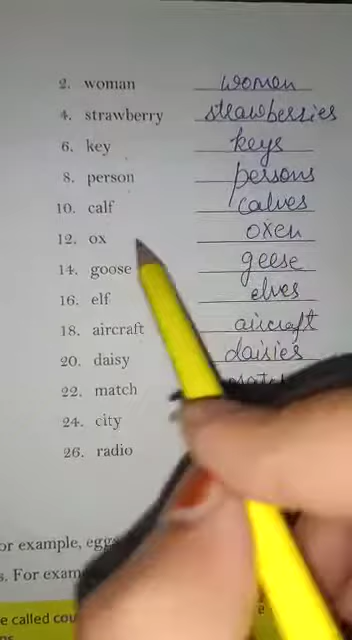 2. woman women
4. strawberry strawberries
6. key keys
8. person persons
10. calf calves
12. ox oxen
14. goose geese
16. elf elves
18. aircraft aircraft
20. daisy daisies
22. match
24. city
26. radio
or example, eggs
s. For exam
e called cou